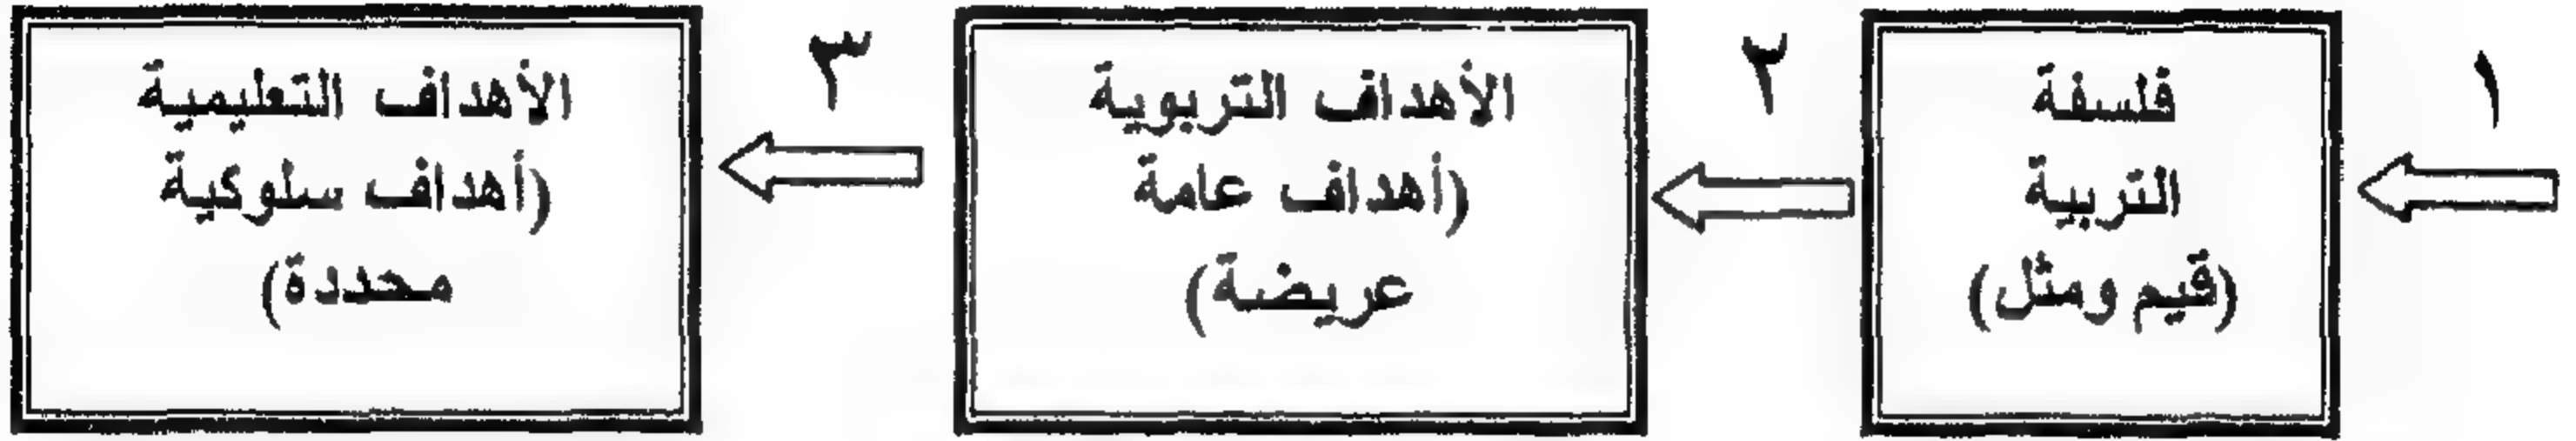 ١
فلسفة
التربية
(قيم ومثل)
٢
الأهداف التربوية
(أهداف عامة
عريضة)
٣
الأهداف التعليمية
(أهداف سلوكية
محددة)